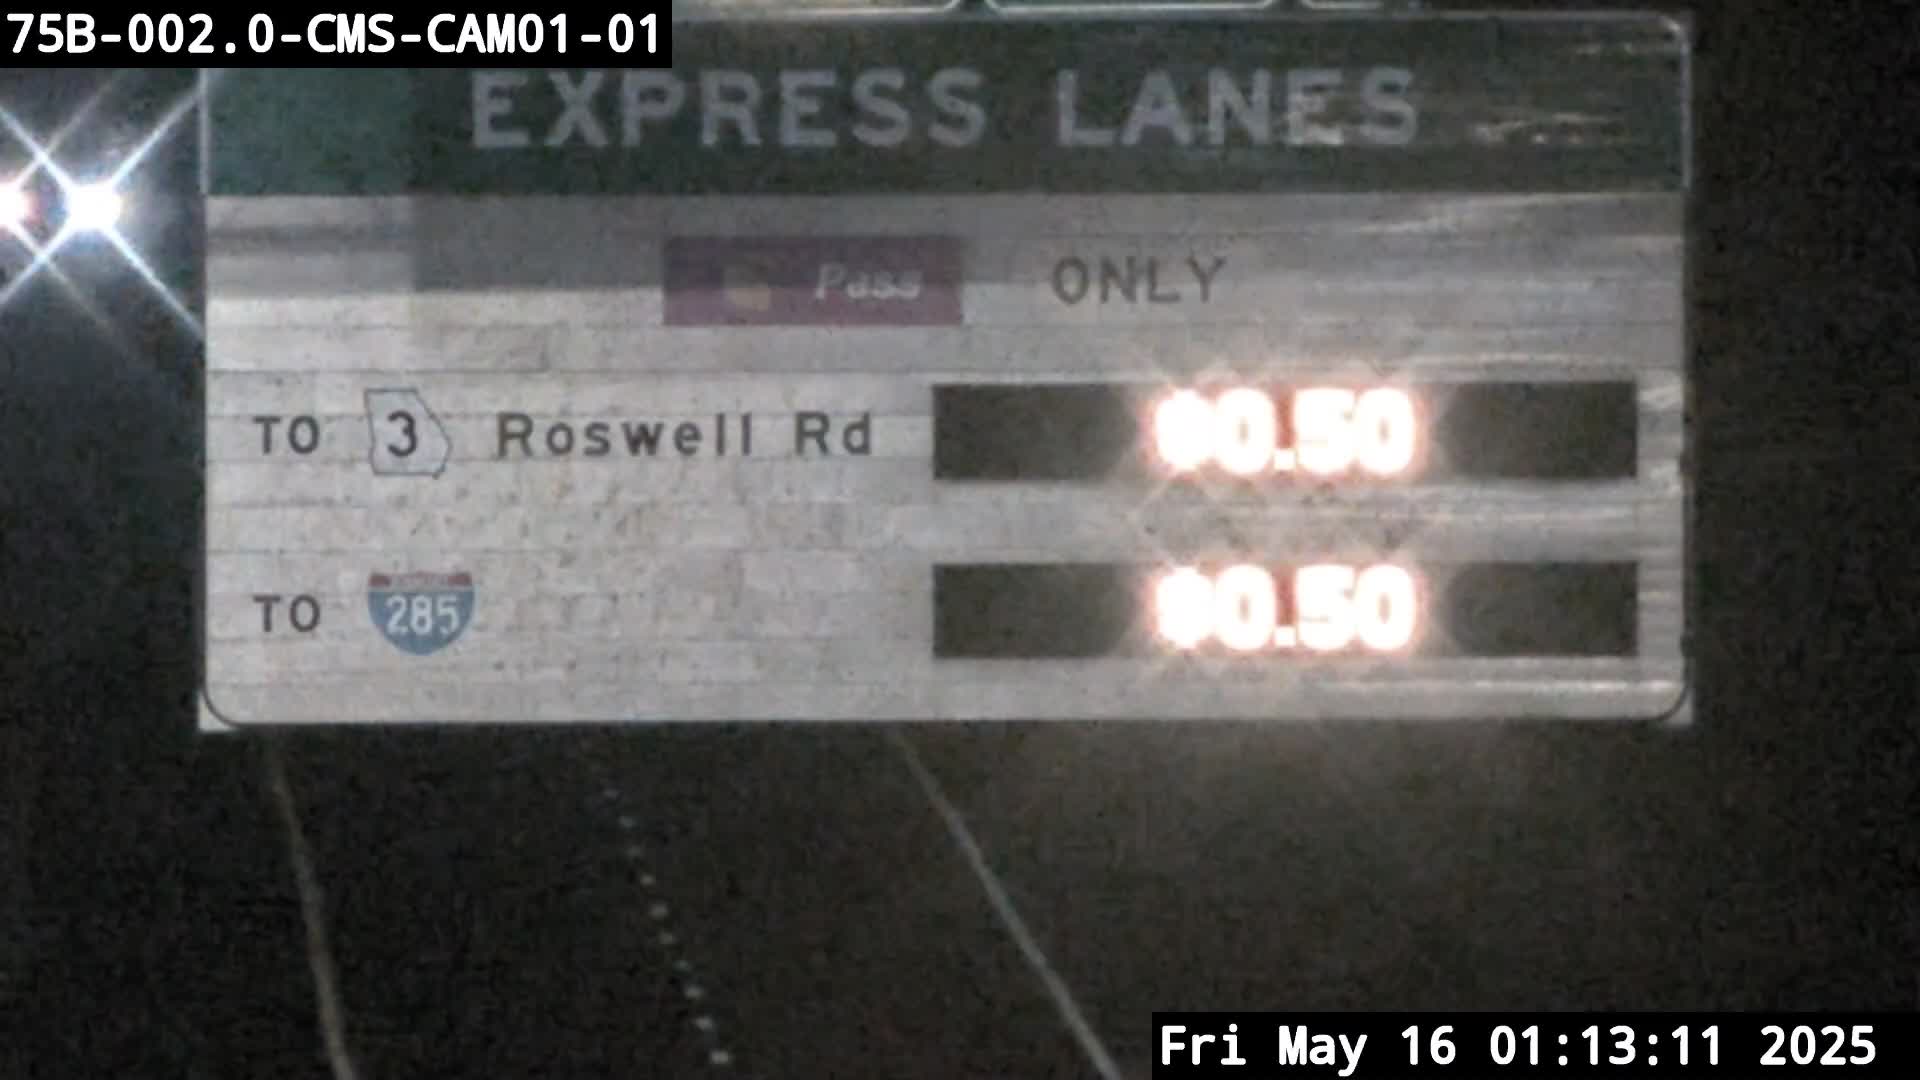 75B-002.0-CMS-CAM01-01
EXPRESS LANES
Pass ONLY
TO 3 Roswell Rd $0.50
TO 285 $0.50
Fri May 16 01:13:11 2025